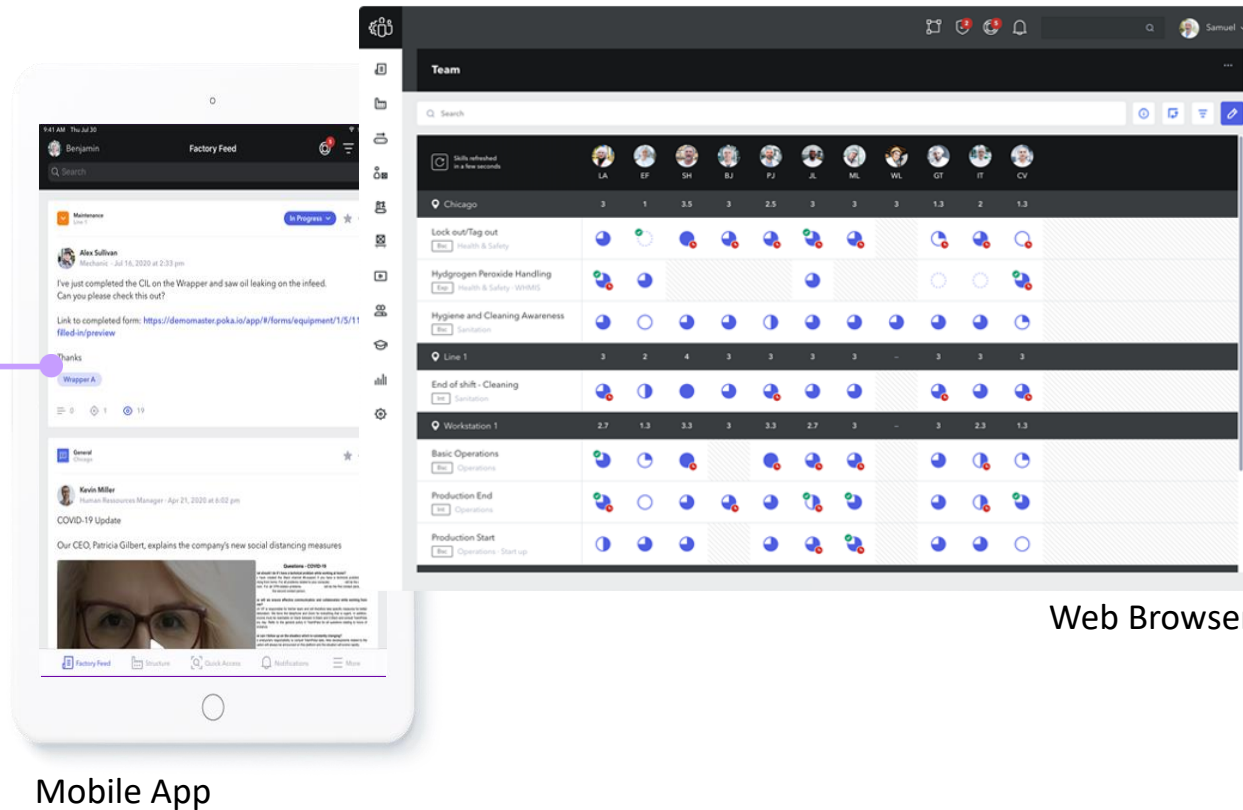 9:41 AM Thu Jul 30
Benjamin
Factory Feed
Search
Maintenance
Line 1
In Progress
Alex Sullivan
Mechanic - Jul 16, 2020 at 2:33 pm
I've just completed the CIL on the Wrapper and saw oil leaking on the infeed.
Can you please check this out?
Link to completed form: https://demomaster.poka.io/app/#/forms/equipment/1/5/11
filled-in/preview
Thanks
Wrapper A
0 1 19
General
Chicago
Kevin Miller
Human Ressources Manager - Apr 21, 2020 at 6:02 pm
COVID-19 Update
Our CEO, Patricia Gilbert, explains the company's new social distancing measures
Questions - COVID-19
Factory Feed Structure Quick Access Notifications More
Mobile App
2 5 Samuel
Team
Search
Skills refreshed
in a few seconds
LA EF SH BJ PJ JL ML WL GT IT CV
Chicago 3 1 3.5 3 2.5 3 3 3 1.3 2 1.3
Lock out/Tag out
Bsc Health & Safety
Hydgrogen Peroxide Handling
Exp Health & Safety · WHMIS
Hygiene and Cleaning Awareness
Bsc Sanitation
Line 1 3 2 4 3 3 3 3 – 3 3 3
End of shift - Cleaning
Int Sanitation
Workstation 1 2.7 1.3 3.3 3 3.3 2.7 3 – 3 2.3 1.3
Basic Operations
Bsc Operations
Production End
Int Operations
Production Start
Bsc Operations · Start up
Web Browser